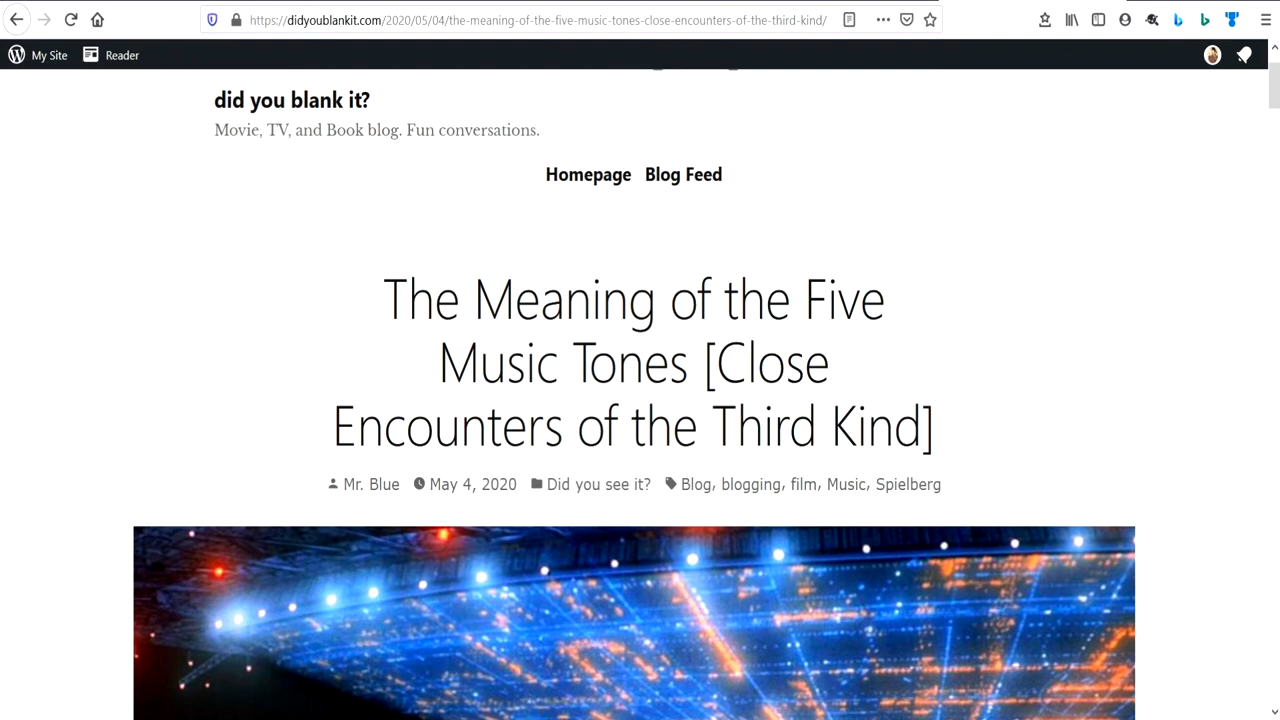 https://didyoublankit.com/2020/05/04/the-meaning-of-the-five-music-tones-close-encounters-of-the-third-kind/
My Site Reader
did you blank it?
Movie, TV, and Book blog. Fun conversations.
Homepage Blog Feed
The Meaning of the Five
Music Tones [Close
Encounters of the Third Kind]
Mr. Blue May 4, 2020 Did you see it? Blog, blogging, film, Music, Spielberg